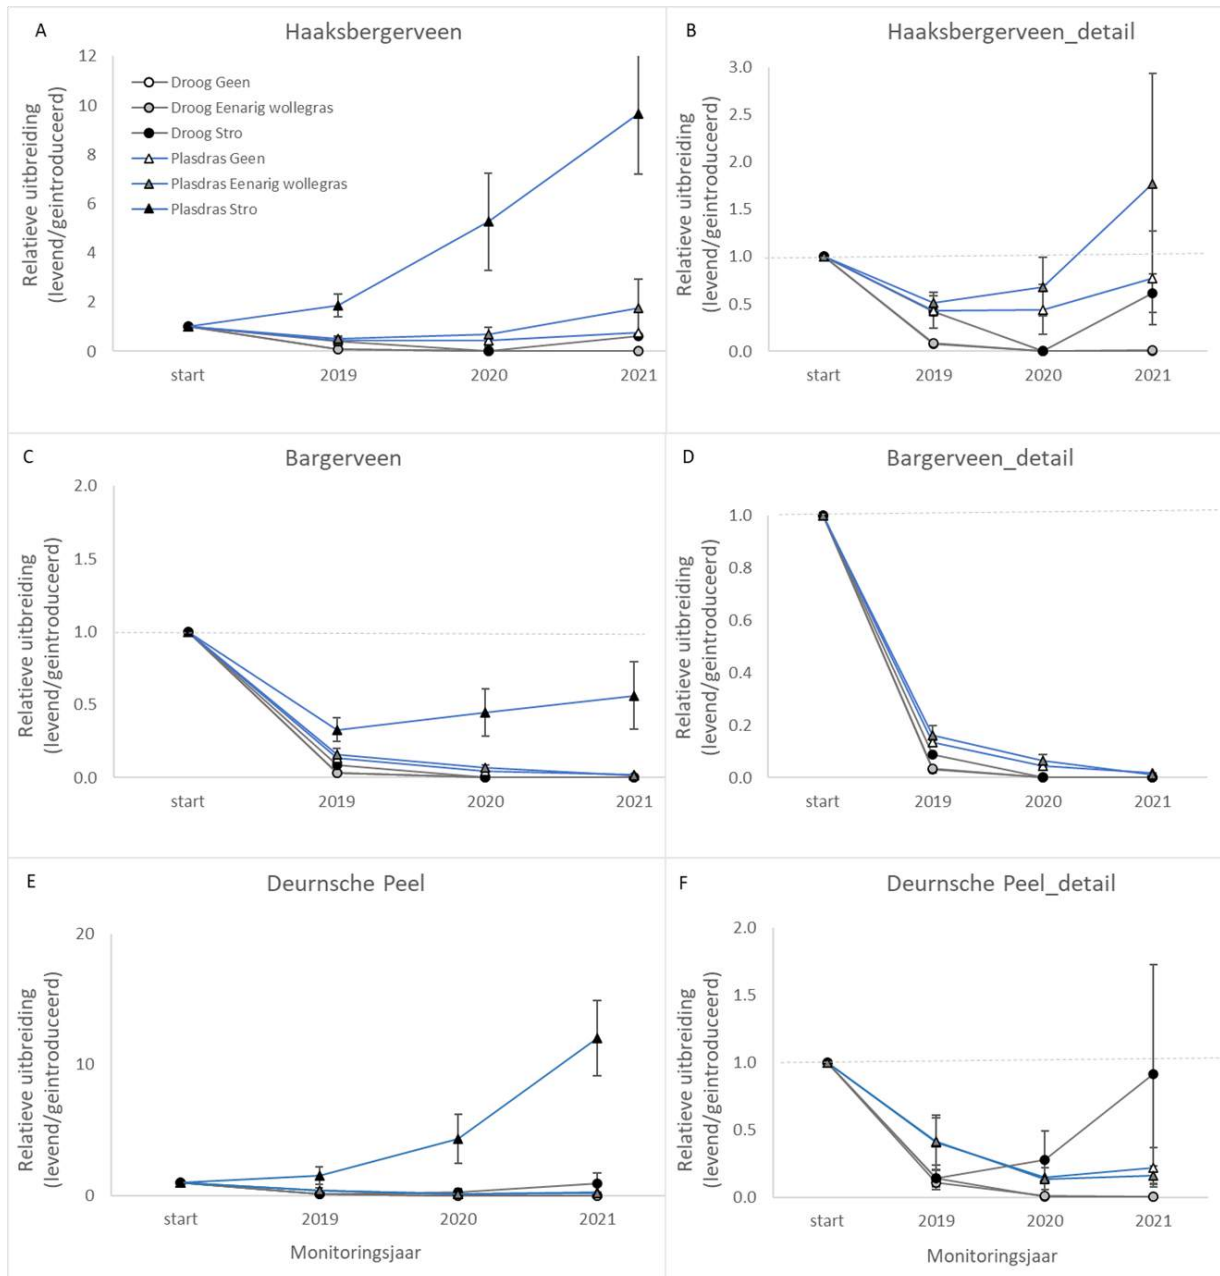 A
Haaksbergerveen
Relatieve uitbreiding
(levend/geintroduceerd)
12
10
8
6
4
2
0
Droog Geen
Droog Eenarig wollegras
Droog Stro
Plasdras Geen
Plasdras Eenarig wollegras
Plasdras Stro
start 2019 2020 2021
B
Haaksbergerveen_detail
Relatieve uitbreiding
(levend/geintroduceerd)
3.0
2.5
2.0
1.5
1.0
0.5
0.0
start 2019 2020 2021
C
Bargerveen
Relatieve uitbreiding
(levend/geintroduceerd)
2.0
1.5
1.0
0.5
0.0
start 2019 2020 2021
D
Bargerveen_detail
Relatieve uitbreiding
(levend/geintroduceerd)
1.0
0.8
0.6
0.4
0.2
0.0
start 2019 2020 2021
E
Deurnsche Peel
Relatieve uitbreiding
(levend/geintroduceerd)
20
10
0
start 2019 2020 2021
Monitoringsjaar
F
Deurnsche Peel_detail
Relatieve uitbreiding
(levend/geintroduceerd)
2.0
1.5
1.0
0.5
0.0
start 2019 2020 2021
Monitoringsjaar